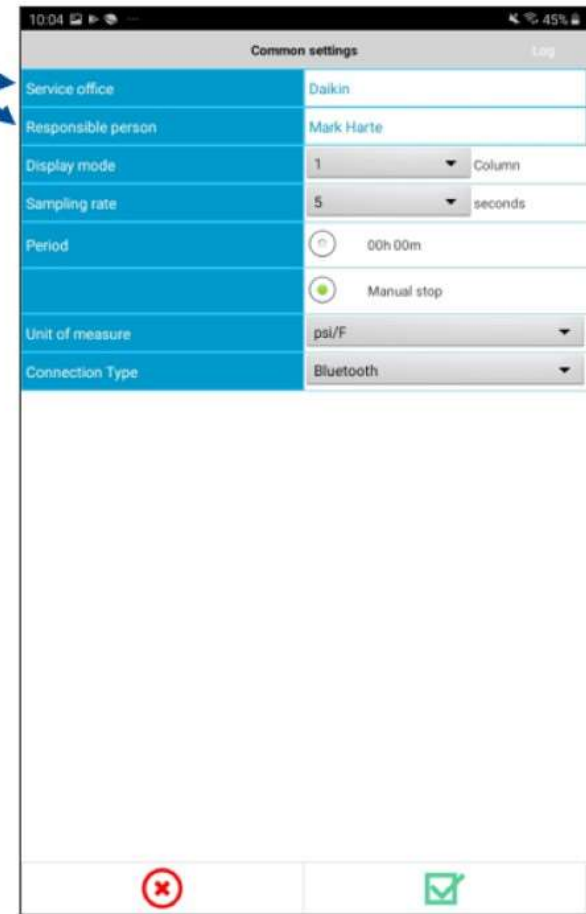 10:04 45%
Common settings Log
Service office Daikin
Responsible person Mark Harte
Display mode 1 Column
Sampling rate 5 seconds
Period 00h 00m
Manual stop
Unit of measure psi/F
Connection Type Bluetooth